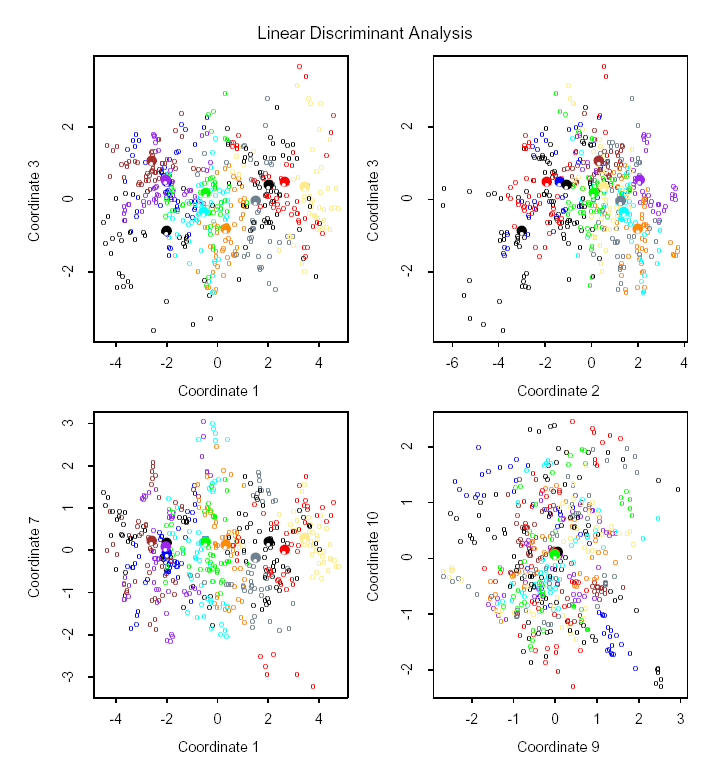 Linear Discriminant Analysis
Coordinate 3
2
0
-2
-4 -2 0 2 4
Coordinate 1
Coordinate 3
2
0
-2
-6 -4 -2 0 2 4
Coordinate 2
Coordinate 7
3
2
1
0
-1
-2
-3
-4 -2 0 2 4
Coordinate 1
Coordinate 10
2
1
0
-1
-2
-2 -1 0 1 2 3
Coordinate 9